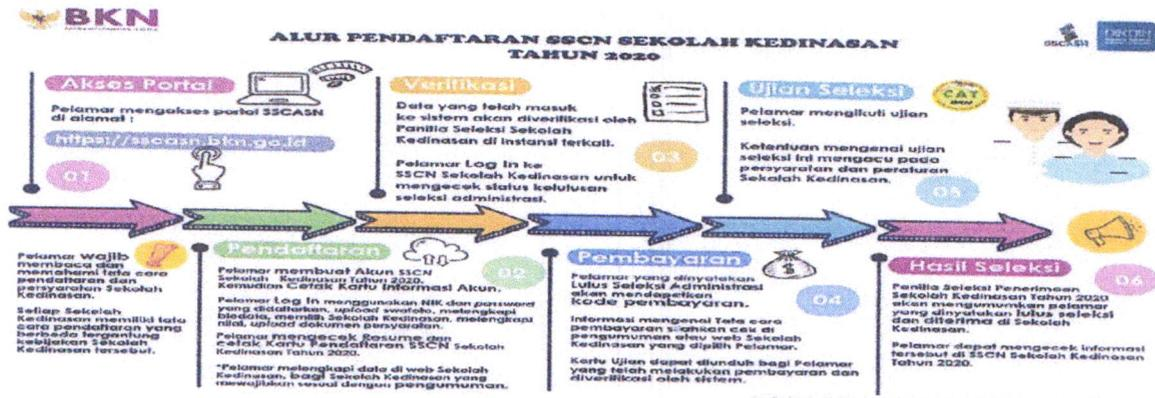 BKN
ALUR PENDAFTARAN SSCN SEKOLAH KEDINASAN
TAHUN 2020
SSCASN
DIKDIN
Akses Portal
Pelamar mengakses portal SSCASN
di alamat :
https://sscasn.bkn.go.id
01
Pelamar Wajib
membaca dan
memahami tata cara
pendaftaran dan
persyaratan Sekolah
Kedinasan.
Setiap Sekolah
Kedinasan memiliki tata
cara pendaftaran yang
berbeda tergantung
kebijakan Sekolah
Kedinasan tersebut.
Pendaftaran
02
Pelamar membuat Akun SSCN
Sekolah Kedinasan Tahun 2020.
Kemudian Cetak Kartu Informasi Akun.
Pelamar Log In menggunakan NIK dan password
yang didaftarkan, upload swafoto, melengkapi
biodata, memilih Sekolah Kedinasan, melengkapi
nilai, upload dokumen persyaratan.
Pelamar mengecek Resume dan
cetak Kartu Pendaftaran SSCN Sekolah
Kedinasan Tahun 2020.
*Pelamar melengkapi data di web Sekolah
Kedinasan, bagi Sekolah Kedinasan yang
mewajibkan sesuai dengan pengumuman.
Verifikasi
Data yang telah masuk
ke sistem akan diverifikasi oleh
Panitia Seleksi Sekolah
Kedinasan di instansi terkait.
03
Pelamar Log In ke
SSCN Sekolah Kedinasan untuk
mengecek status kelulusan
seleksi administrasi.
Pembayaran
Pelamar yang dinyatakan
Lulus Seleksi Administrasi
akan mendapatkan
kode pembayaran.
04
Informasi mengenai Tata cara
pembayaran silahkan cek di
pengumuman atau web Sekolah
Kedinasan yang dipilih Pelamar.
Kartu Ujian dapat diunduh bagi Pelamar
yang telah melakukan pembayaran dan
diverifikasi oleh sistem.
Ujian Seleksi
CAT
BKN
Pelamar mengikuti ujian
seleksi.
Ketentuan mengenai ujian
seleksi ini mengacu pada
persyaratan dan peraturan
Sekolah Kedinasan.
05
Hasil Seleksi
06
Panitia Seleksi Penerimaan
Sekolah Kedinasan Tahun 2020
akan mengumumkan pelamar
yang dinyatakan lulus seleksi
dan diterima di Sekolah
Kedinasan.
Pelamar dapat mengecek informasi
tersebut di SSCN Sekolah Kedinasan
Tahun 2020.